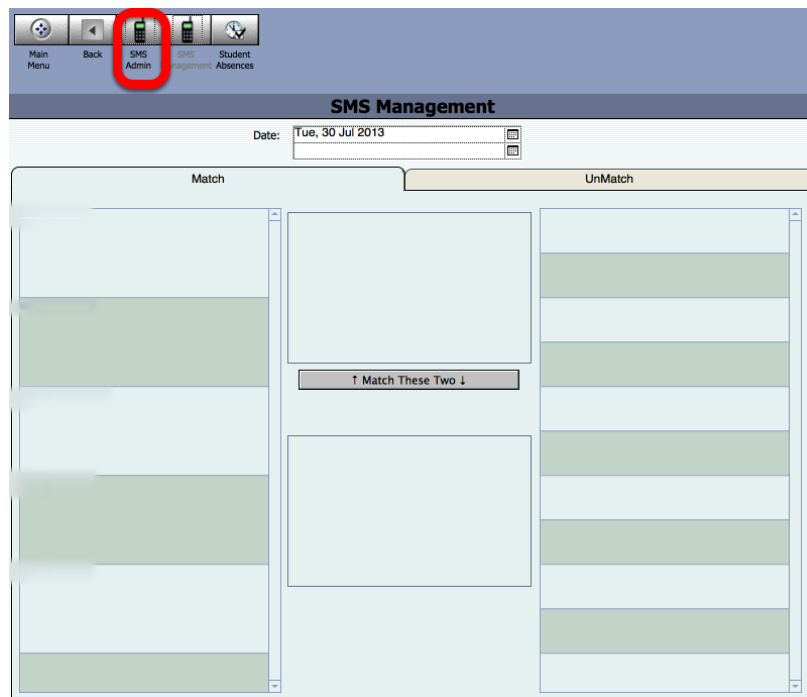 Main Menu
Back
SMS Admin
SMS Management
Student Absences
SMS Management
Date: Tue, 30 Jul 2013
Match
UnMatch
↑ Match These Two ↓